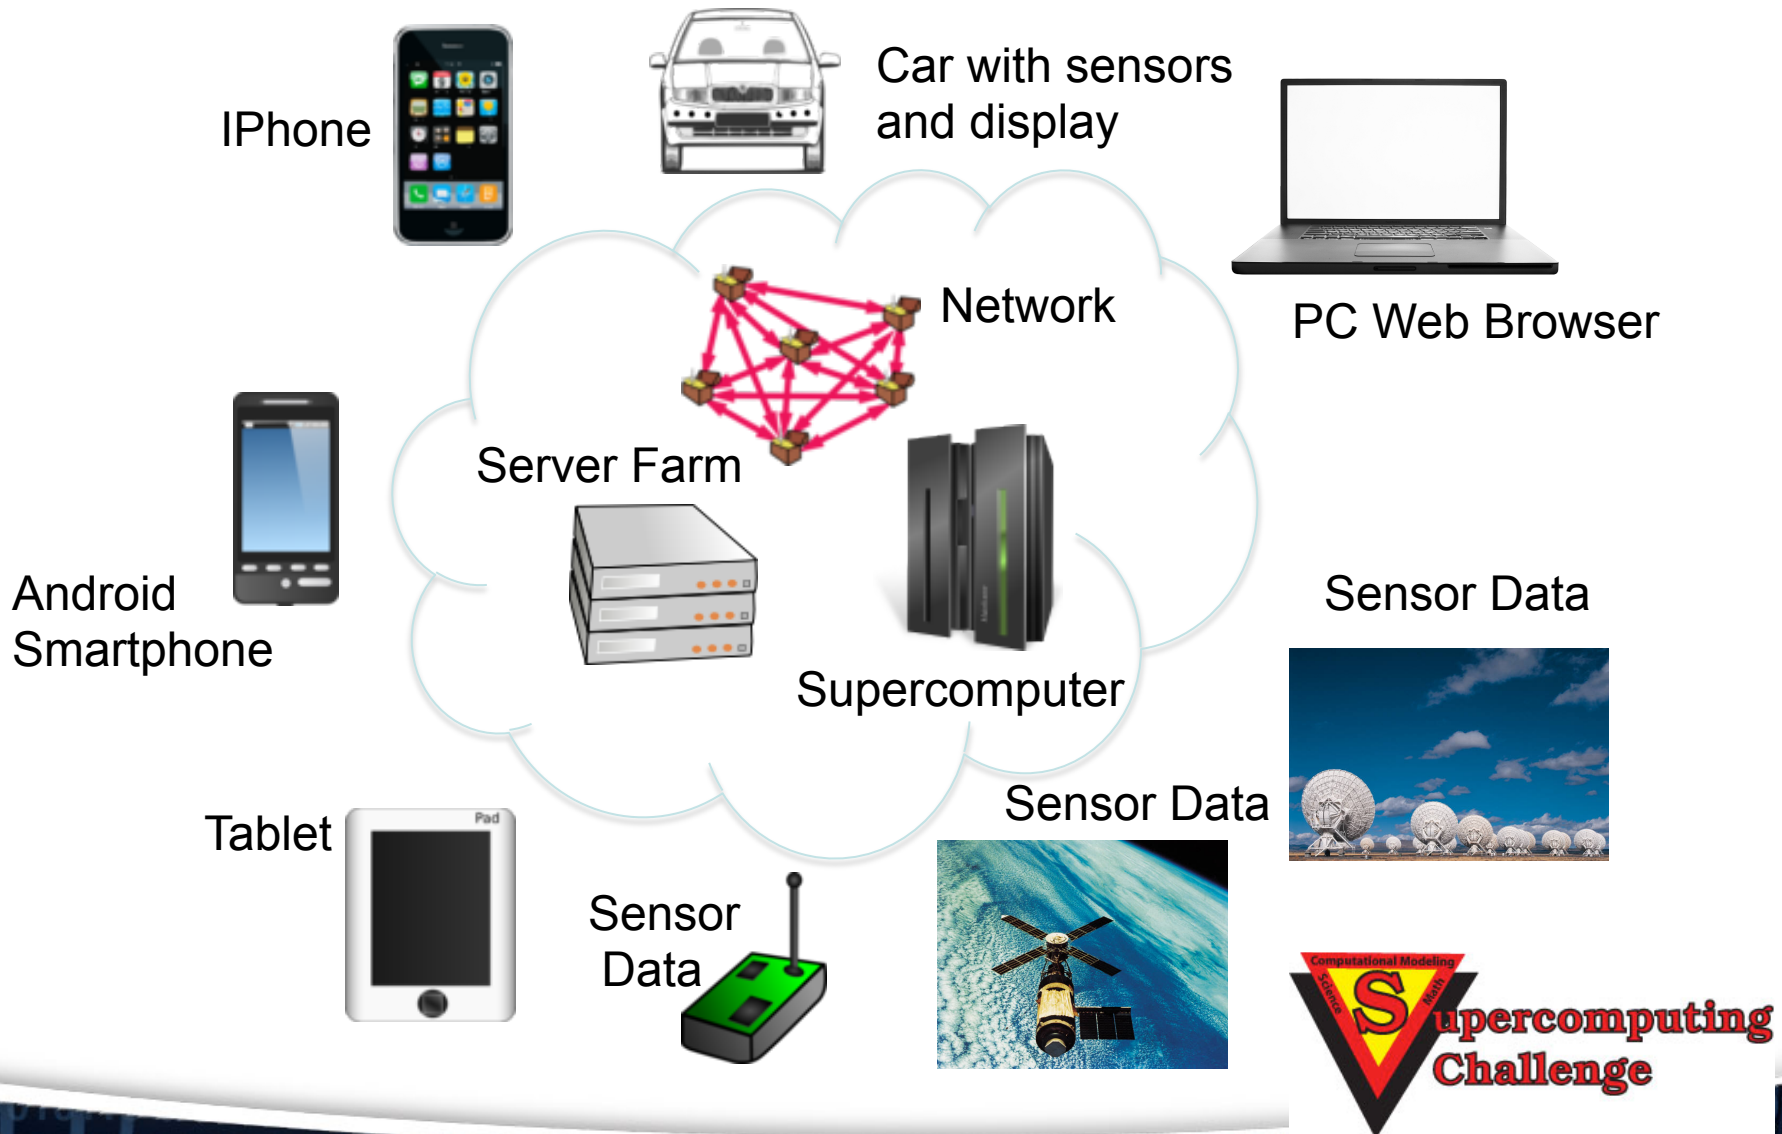 IPhone
Car with sensors
and display
Network
PC Web Browser
Server Farm
Android
Smartphone
Supercomputer
Sensor Data
Sensor Data
Tablet
Pad
Sensor
Data
Computational Modeling
Science
Math
Supercomputing
Challenge